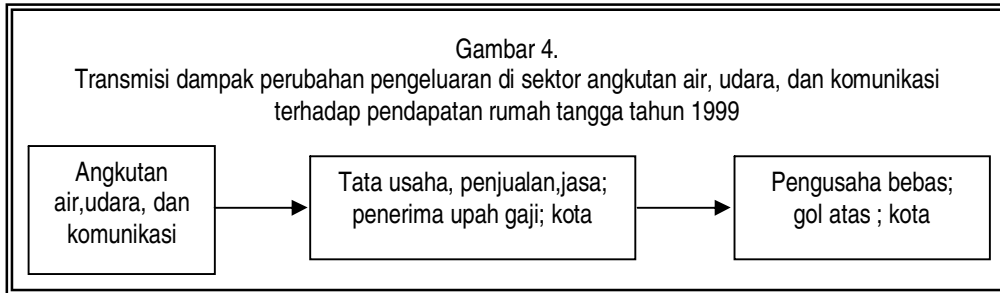 Gambar 4.
Transmisi dampak perubahan pengeluaran di sektor angkutan air, udara, dan komunikasi
terhadap pendapatan rumah tangga tahun 1999
Angkutan
air,udara, dan
komunikasi
Tata usaha, penjualan,jasa;
penerima upah gaji; kota
Pengusaha bebas;
gol atas ; kota